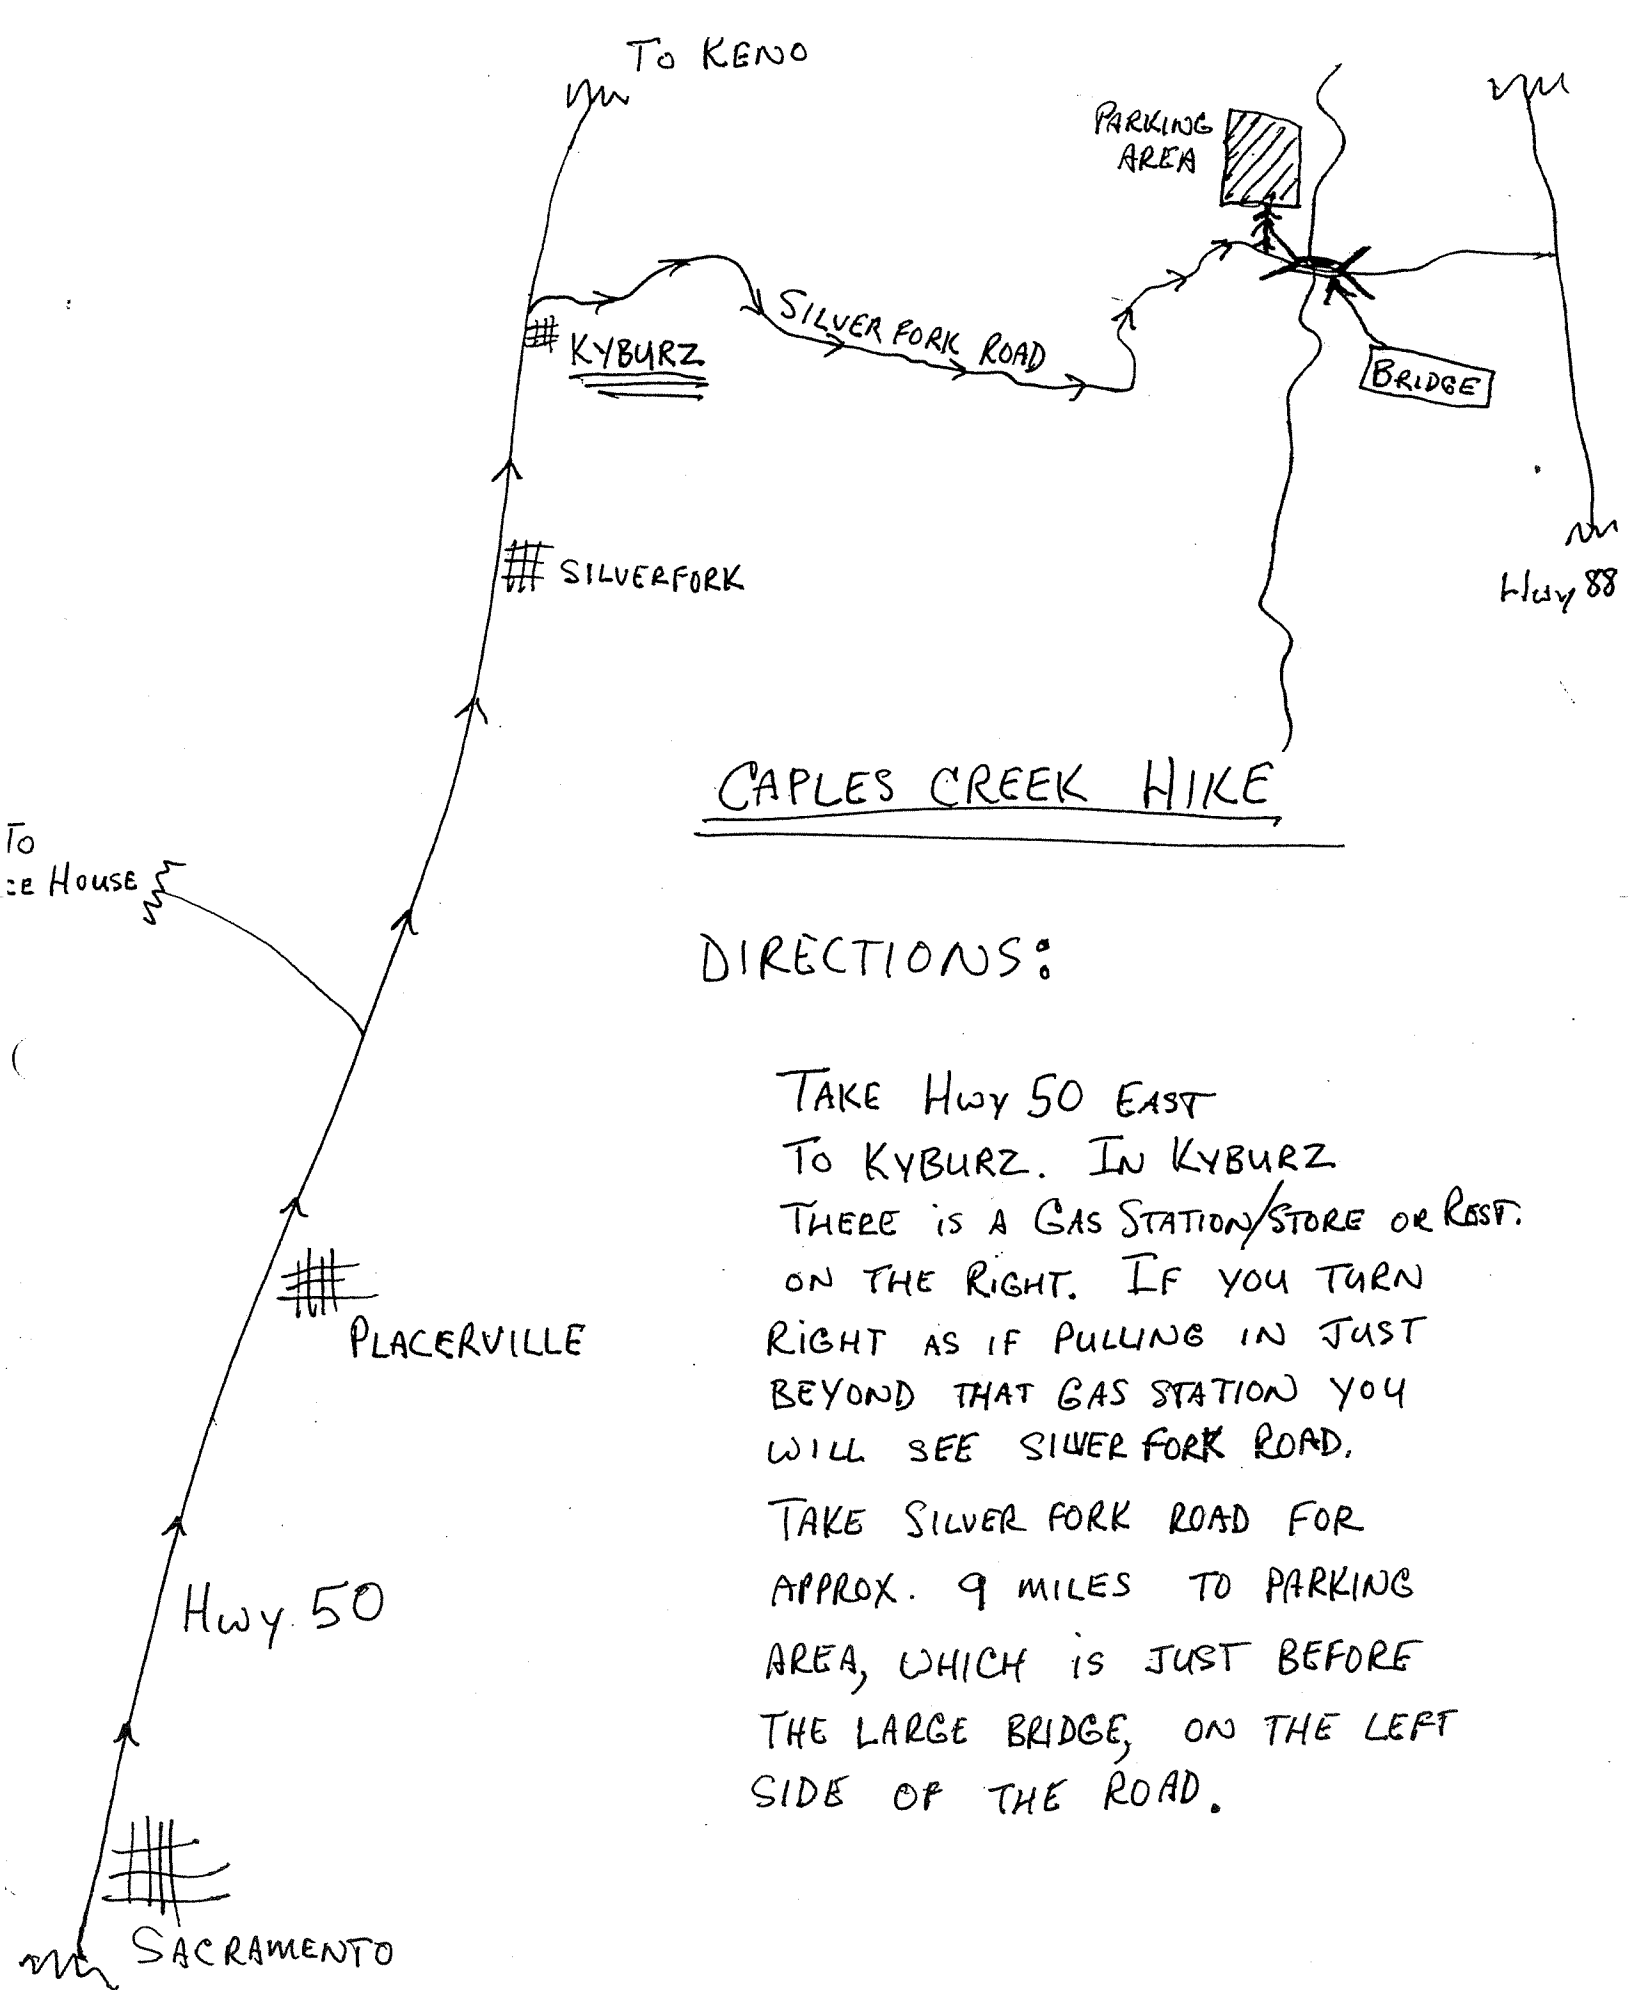 To KENO
PARKING
AREA
SILVER FORK ROAD
KYBURZ
BRIDGE
SILVERFORK
Hwy 88
CAPLES CREEK HIKE
To
House
DIRECTIONS:
TAKE Hwy 50 EAST
To KYBURZ. IN KYBURZ
THERE is A GAS STATION/STORE OR REST.
ON THE RIGHT. IF YOU TURN
RIGHT AS IF PULLING IN JUST
BEYOND THAT GAS STATION YOU
WILL SEE SILVER FORK ROAD.
TAKE SILVER FORK ROAD FOR
APPROX. 9 MILES TO PARKING
AREA, WHICH is JUST BEFORE
THE LARGE BRIDGE, ON THE LEFT
SIDE OF THE ROAD.
PLACERVILLE
Hwy. 50
SACRAMENTO